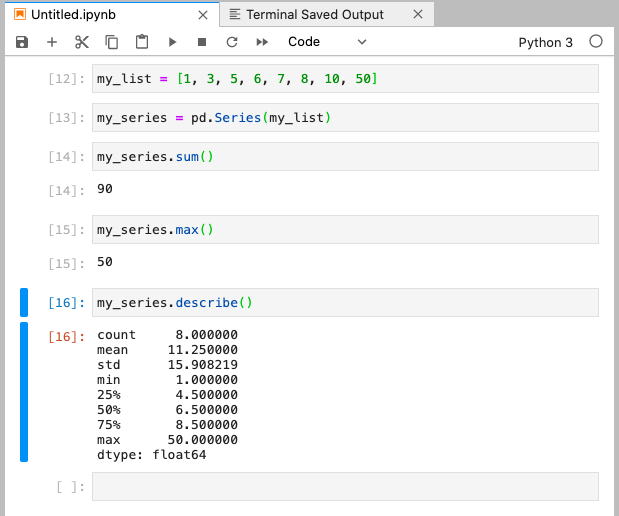 Untitled.ipynb
Terminal Saved Output
Code
Python 3
[12]: my_list = [1, 3, 5, 6, 7, 8, 10, 50]
[13]: my_series = pd.Series(my_list)
[14]: my_series.sum()
[14]: 90
[15]: my_series.max()
[15]: 50
[16]: my_series.describe()
[16]: count     8.000000
mean     11.250000
std      15.908219
min       1.000000
25%       4.500000
50%       6.500000
75%       8.500000
max      50.000000
dtype: float64
[ ]: